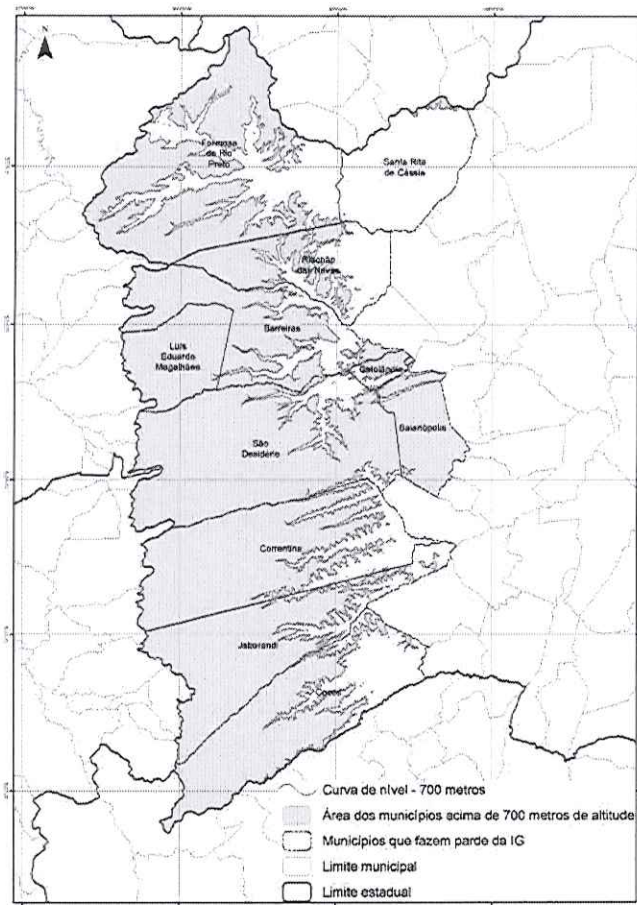 N
Formosa
do Rio
Preto
Santa Rita
de Cássia
Riachão
das Neves
Barreiras
Luís
Eduardo
Magalhães
Catolândia
Baianópolis
São
Desidério
Correntina
Jaborandi
Cocos
Curva de nível - 700 metros
Área dos municípios acima de 700 metros de altitude
Municípios que fazem parde da IG
Limite municipal
Limite estadual